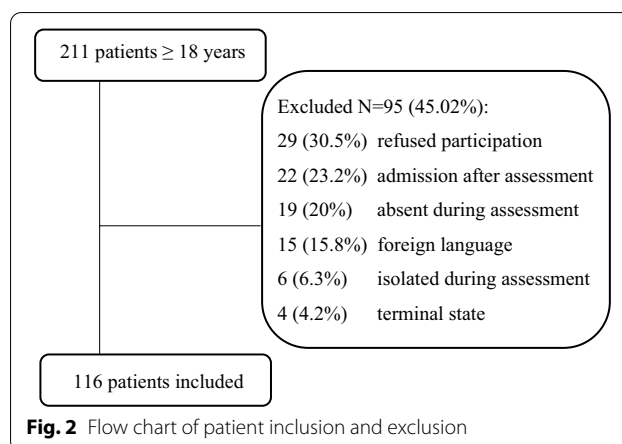 211 patients ≥ 18 years
Excluded N=95 (45.02%):
29 (30.5%) refused participation
22 (23.2%) admission after assessment
19 (20%) absent during assessment
15 (15.8%) foreign language
6 (6.3%) isolated during assessment
4 (4.2%) terminal state
116 patients included
Fig. 2 Flow chart of patient inclusion and exclusion